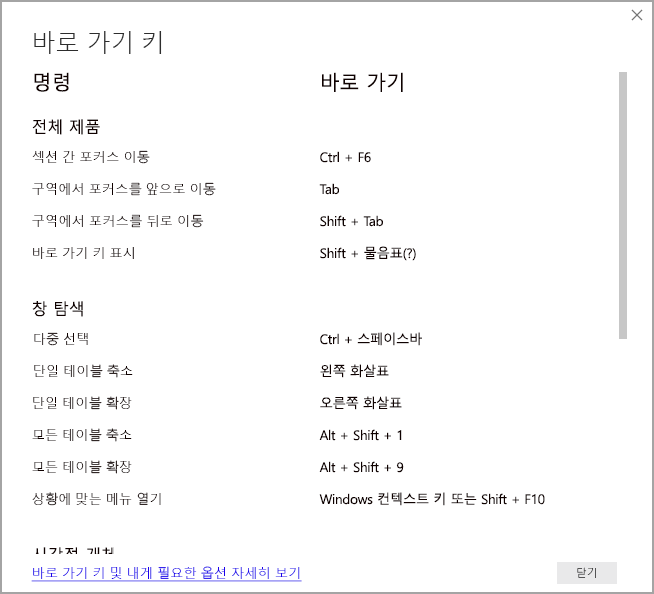 바로 가기 키
명령 바로 가기
전체 제품
섹션 간 포커스 이동 Ctrl + F6
구역에서 포커스를 앞으로 이동 Tab
구역에서 포커스를 뒤로 이동 Shift + Tab
바로 가기 키 표시 Shift + 물음표(?)
창 탐색
다중 선택 Ctrl + 스페이스바
단일 테이블 축소 왼쪽 화살표
단일 테이블 확장 오른쪽 화살표
모든 테이블 축소 Alt + Shift + 1
모든 테이블 확장 Alt + Shift + 9
상황에 맞는 메뉴 열기 Windows 컨텍스트 키 또는 Shift + F10
시각적 개체
바로 가기 키 및 내게 필요한 옵션 자세히 보기 닫기